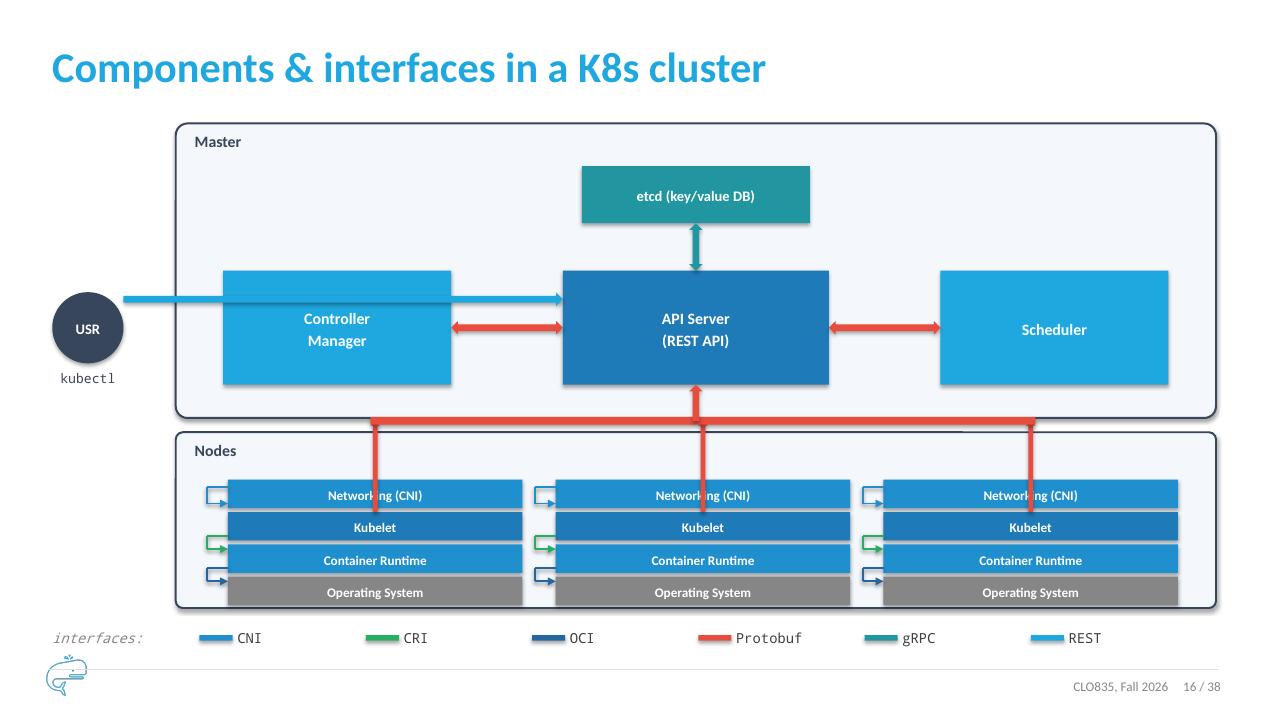 Components & interfaces in a K8s cluster
Master
etcd (key/value DB)
Controller
Manager
API Server
(REST API)
Scheduler
USR
kubectl
Nodes
Networking (CNI)
Kubelet
Container Runtime
Operating System
Networking (CNI)
Kubelet
Container Runtime
Operating System
Networking (CNI)
Kubelet
Container Runtime
Operating System
interfaces: CNI CRI OCI Protobuf gRPC REST
CLO835, Fall 2026 16 / 38